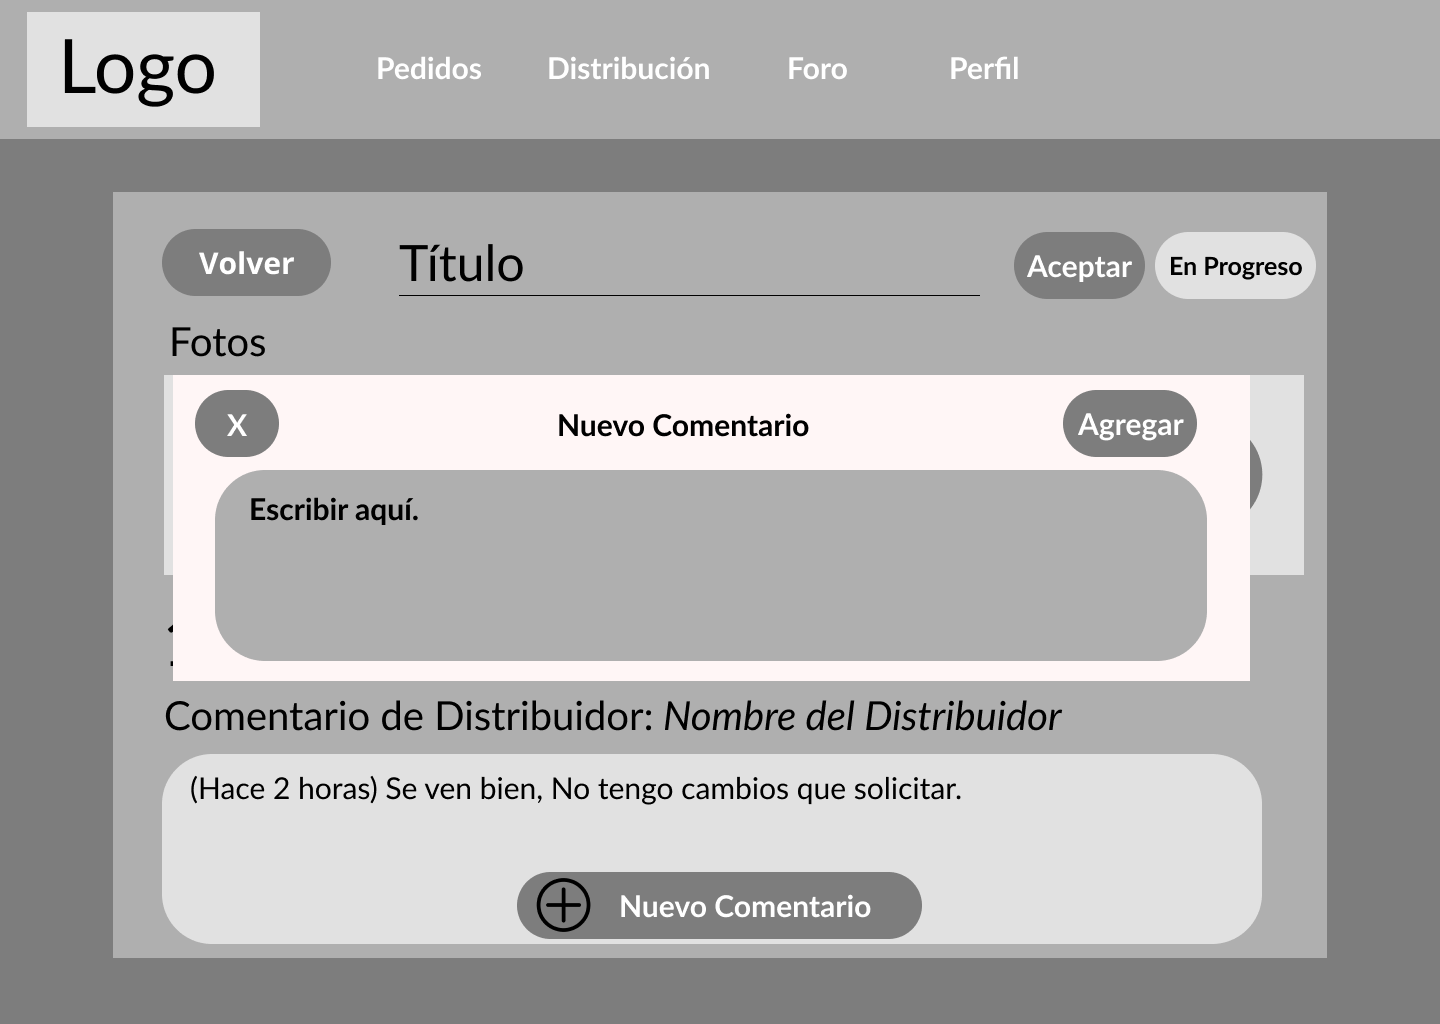 Logo
Pedidos Distribución Foro Perfil
Volver Título Aceptar En Progreso
Fotos
X Nuevo Comentario Agregar
Escribir aquí.
Comentario de Distribuidor: Nombre del Distribuidor
(Hace 2 horas) Se ven bien, No tengo cambios que solicitar.
Nuevo Comentario